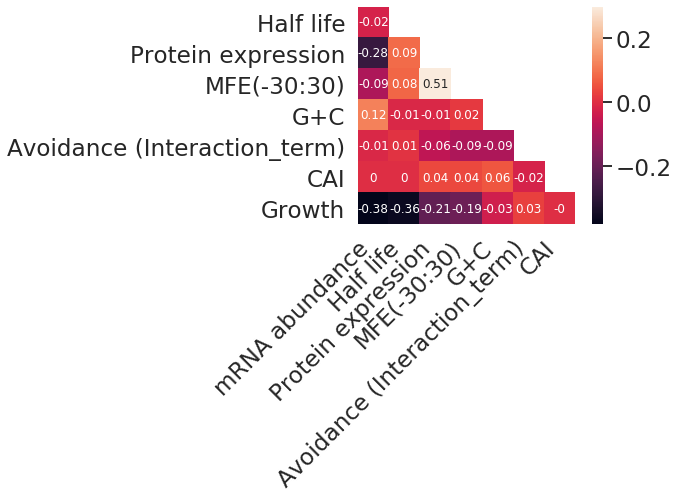 Half life -0.02
Protein expression -0.28 0.09
MFE(-30:30) -0.09 0.08 0.51
G+C 0.12 -0.01 -0.01 0.02
Avoidance (Interaction_term) -0.01 0.01 -0.06 -0.09 -0.09
CAI 0 0 0.04 0.04 0.06 -0.02
Growth -0.38 -0.36 -0.21 -0.19 -0.03 0.03 -0
mRNA abundance
Half life
Protein expression
MFE(-30:30)
G+C
Avoidance (Interaction_term)
CAI
0.2
0.0
−0.2